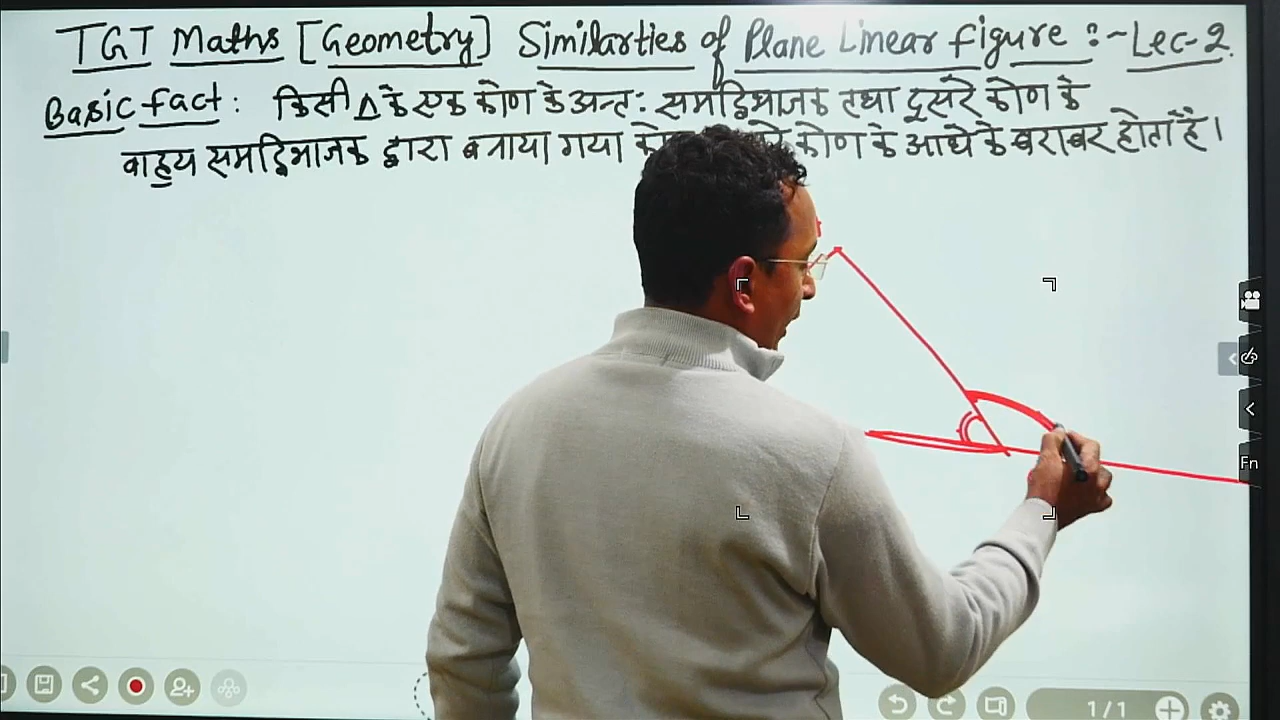 TGT Maths [Geometry] Similarties of Plane Linear figure :- Lec-2.
Basic fact : किसी Δ के एक कोण के अन्तः समद्विभाजक तथा दूसरे कोण के
वाह्य समद्विभाजक द्वारा बनाया गया कोण के आधे के बराबर होता है।
Fn
1/1